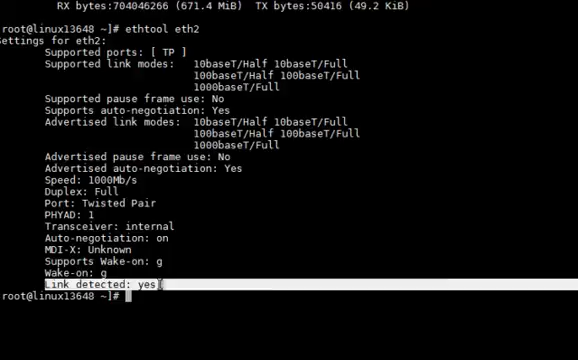 RX bytes:704046266 (671.4 MiB)  TX bytes:50416 (49.2 KiB)
root@linux13648 ~]# ethtool eth2
Settings for eth2:
Supported ports: [ TP ]
Supported link modes:   10baseT/Half 10baseT/Full
100baseT/Half 100baseT/Full
1000baseT/Full
Supported pause frame use: No
Supports auto-negotiation: Yes
Advertised link modes:  10baseT/Half 10baseT/Full
100baseT/Half 100baseT/Full
1000baseT/Full
Advertised pause frame use: No
Advertised auto-negotiation: Yes
Speed: 1000Mb/s
Duplex: Full
Port: Twisted Pair
PHYAD: 1
Transceiver: internal
Auto-negotiation: on
MDI-X: Unknown
Supports Wake-on: g
Wake-on: g
Link detected: yes
root@linux13648 ~]#